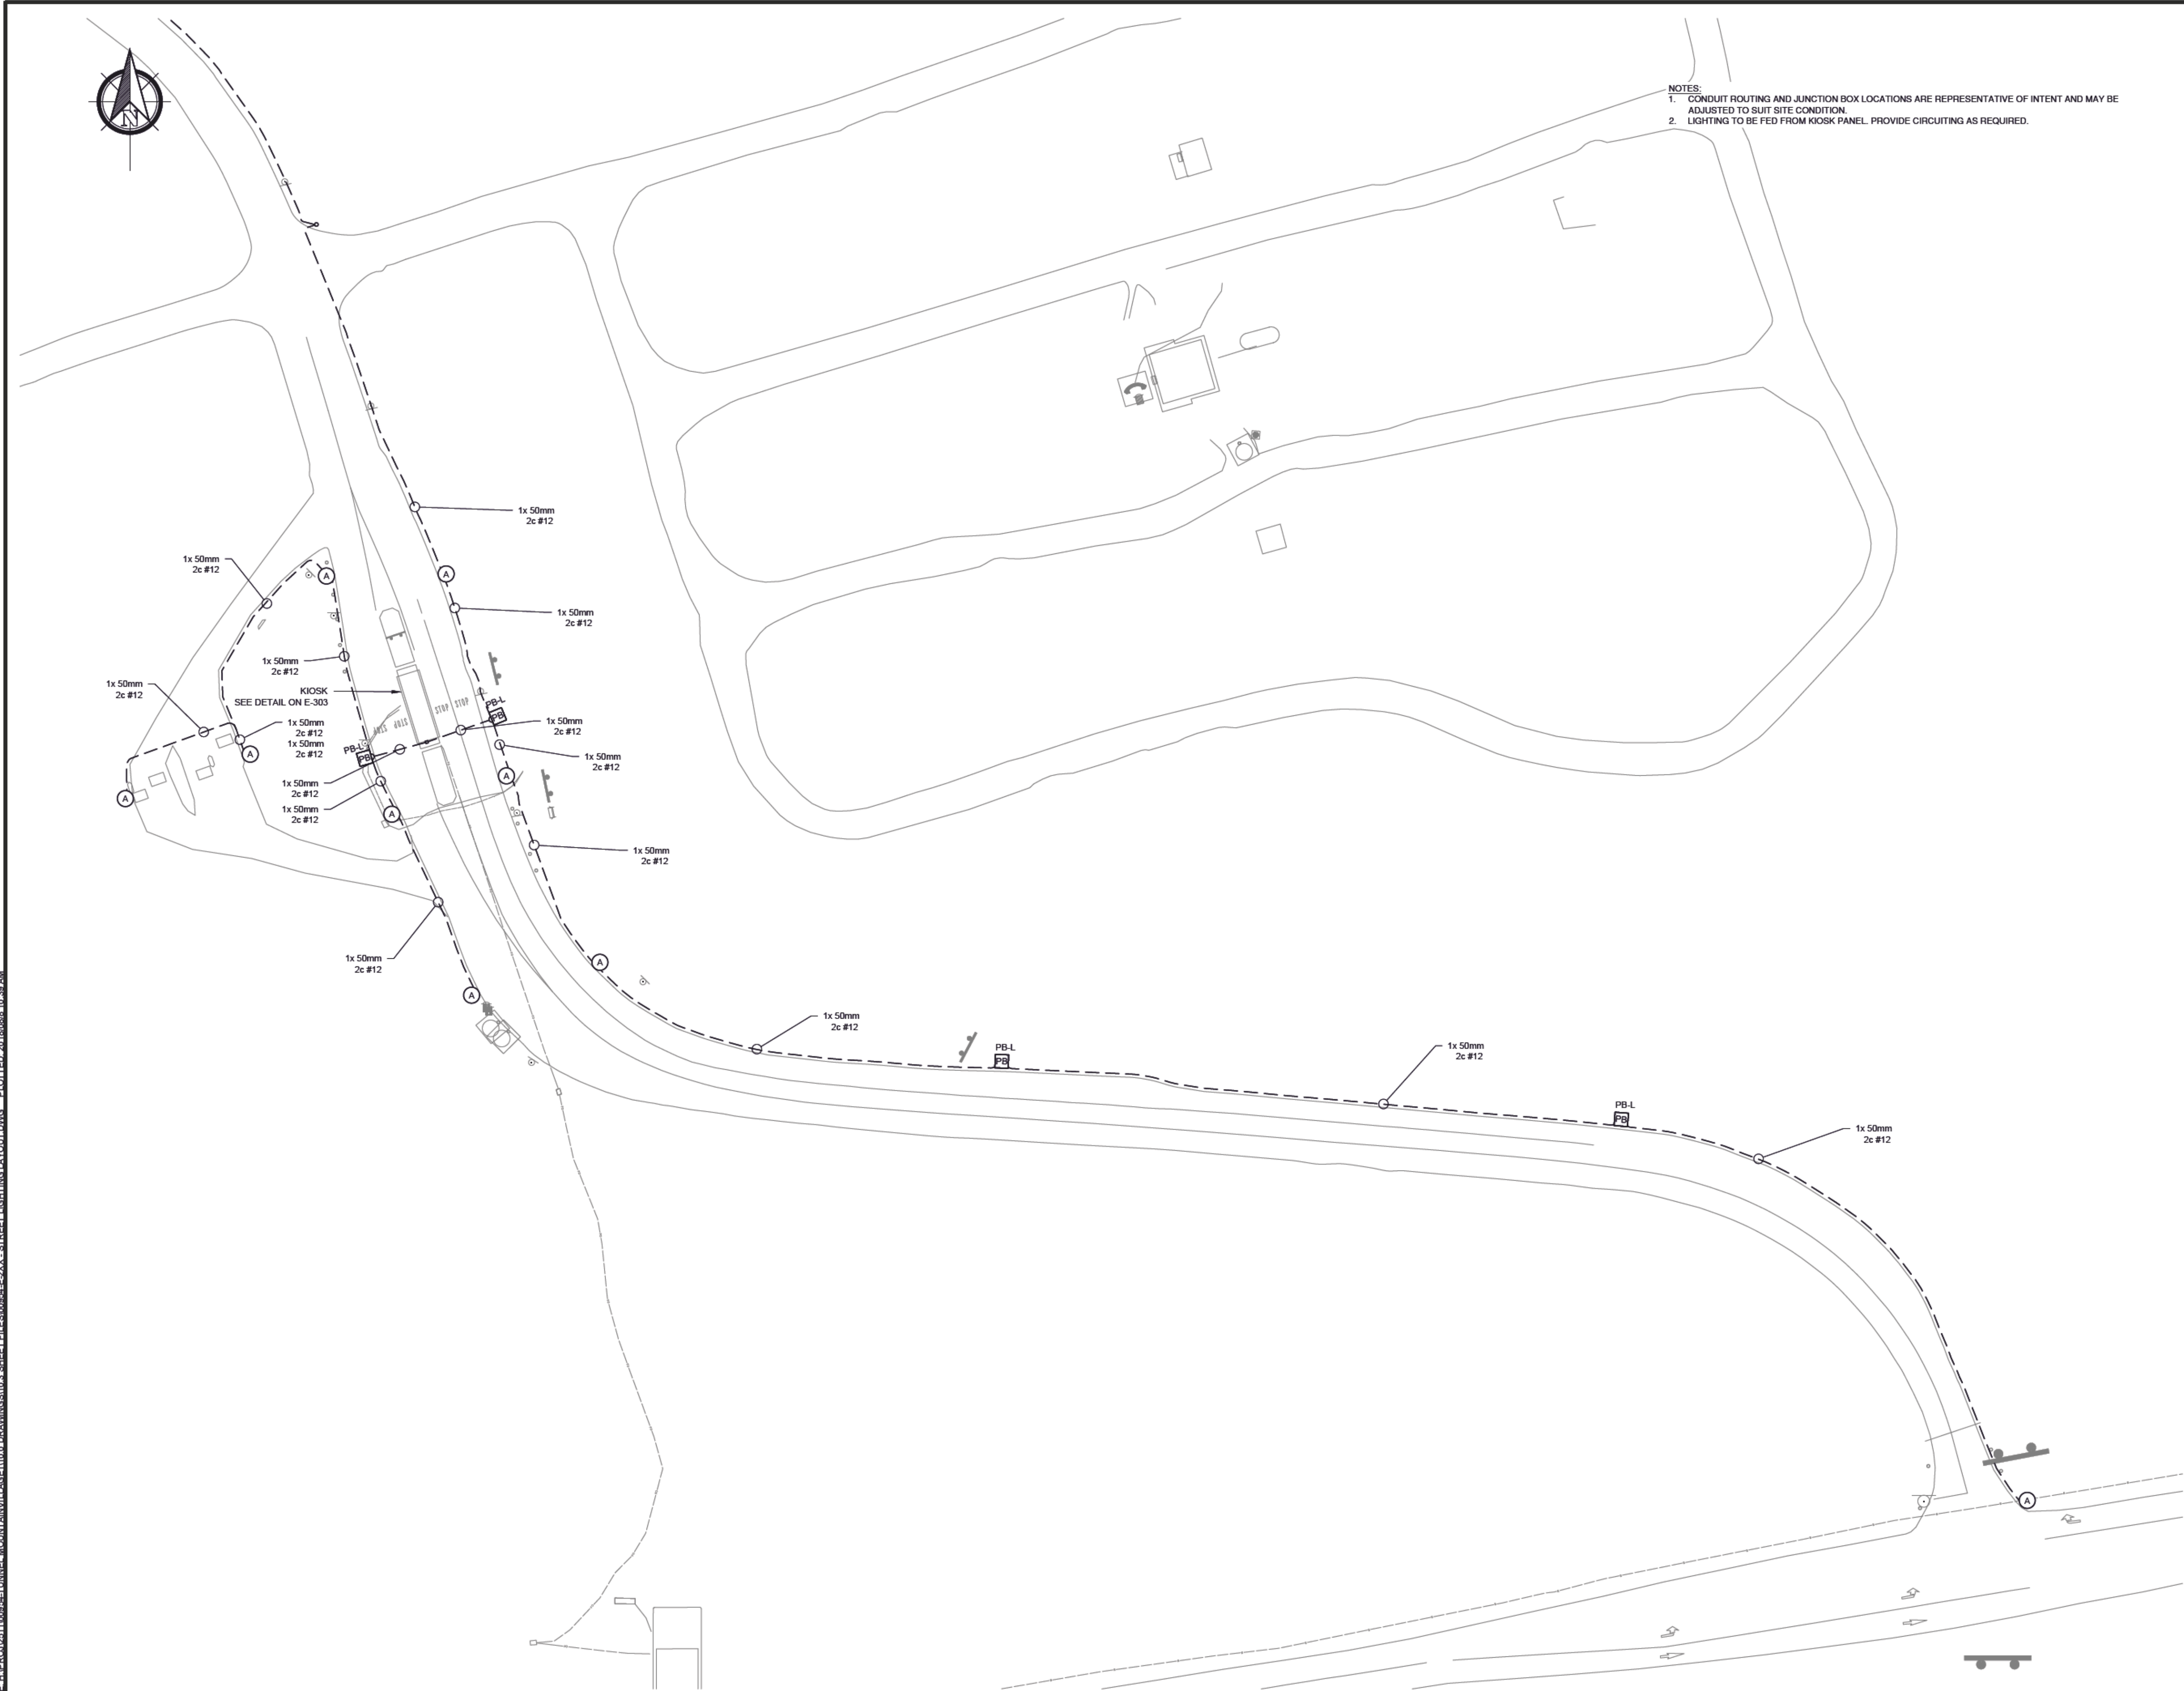 N
NOTES:
1. CONDUIT ROUTING AND JUNCTION BOX LOCATIONS ARE REPRESENTATIVE OF INTENT AND MAY BE
ADJUSTED TO SUIT SITE CONDITION.
2. LIGHTING TO BE FED FROM KIOSK PANEL. PROVIDE CIRCUITING AS REQUIRED.
1x 50mm
2c #12
1x 50mm
2c #12
A
A
1x 50mm
2c #12
1x 50mm
2c #12
1x 50mm
2c #12
KIOSK
SEE DETAIL ON E-303
STOP STOP
STOP STOP
PB-L
PB
1x 50mm
2c #12
1x 50mm
2c #12
1x 50mm
2c #12
PB-L
PB
A
1x 50mm
2c #12
A
1x 50mm
2c #12
A
1x 50mm
2c #12
A
1x 50mm
2c #12
1x 50mm
2c #12
A
A
1x 50mm
2c #12
PB-L
PB
1x 50mm
2c #12
PB-L
PB
1x 50mm
2c #12
A